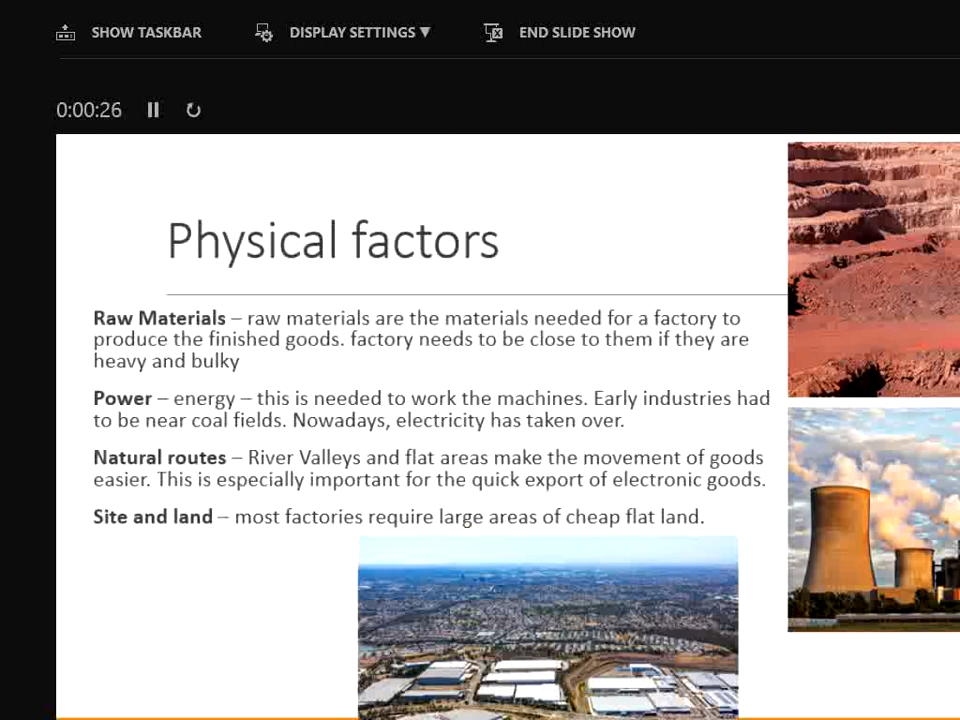 SHOW TASKBAR
DISPLAY SETTINGS ▼
END SLIDE SHOW
0:00:26
Physical factors
Raw Materials – raw materials are the materials needed for a factory to
produce the finished goods. factory needs to be close to them if they are
heavy and bulky
Power – energy – this is needed to work the machines. Early industries had
to be near coal fields. Nowadays, electricity has taken over.
Natural routes – River Valleys and flat areas make the movement of goods
easier. This is especially important for the quick export of electronic goods.
Site and land – most factories require large areas of cheap flat land.